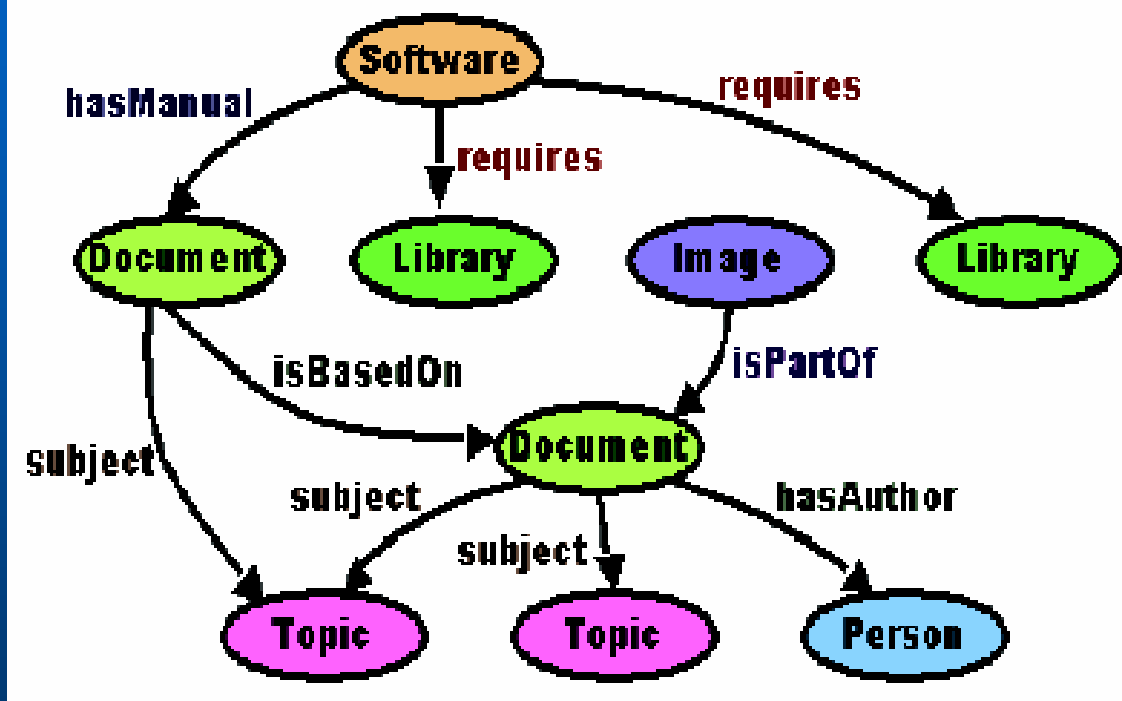 Software
requires
hasManual
requires
Document
Library
Image
Library
isBasedOn
isPartOf
Document
subject
subject
hasAuthor
subject
Topic
Topic
Person